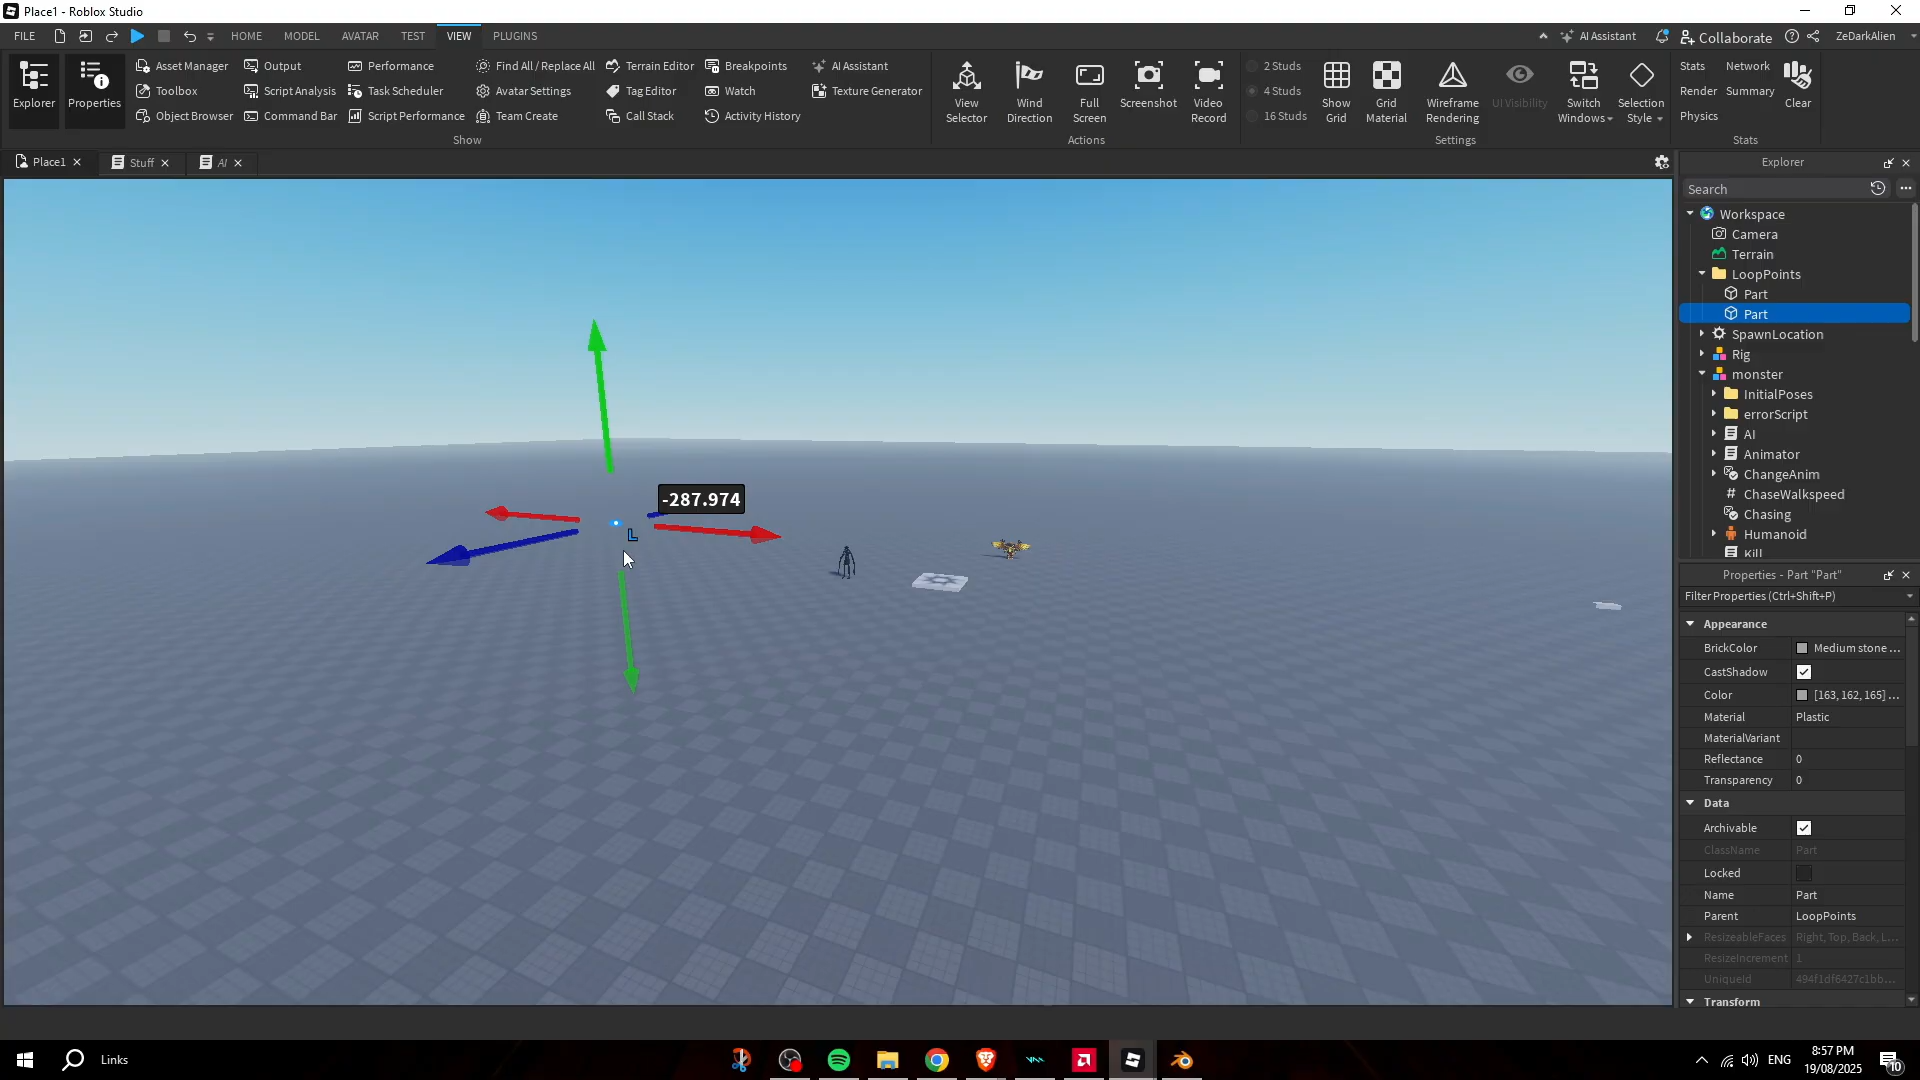 Place1 - Roblox Studio
FILE HOME MODEL AVATAR TEST VIEW PLUGINS AI Assistant Collaborate ZeDarkAlien
Explorer
Properties
Asset Manager
Toolbox
Object Browser
Output
Script Analysis
Command Bar
Performance
Task Scheduler
Script Performance
Find All / Replace All
Avatar Settings
Team Create
Terrain Editor
Tag Editor
Call Stack
Breakpoints
Watch
Activity History
AI Assistant
Texture Generator
Show
View
Selector
Wind
Direction
Full
Screen
Screenshot
Video
Record
Actions
2 Studs
4 Studs
16 Studs
Show
Grid
Grid
Material
Wireframe
Rendering
UI Visibility
Switch
Windows
Selection
Style
Settings
Stats
Render
Physics
Network
Summary
Clear
Stats
Place1
Stuff
AI
-287.974
L
Explorer
Search
Workspace
Camera
Terrain
LoopPoints
Part
Part
SpawnLocation
Rig
monster
InitialPoses
errorScript
AI
Animator
ChangeAnim
ChaseWalkspeed
Chasing
Humanoid
Kill
Properties - Part "Part"
Filter Properties (Ctrl+Shift+P)
Appearance
BrickColor Medium stone ...
CastShadow
Color [163, 162, 165] ...
Material Plastic
MaterialVariant
Reflectance 0
Transparency 0
Data
Archivable
ClassName Part
Locked
Name Part
Parent LoopPoints
ResizeableFaces Right, Top, Back, L...
ResizeIncrement 1
UniqueId 494f1df6427c1bb...
Transform
Links
ENG
8:57 PM
19/08/2025
10